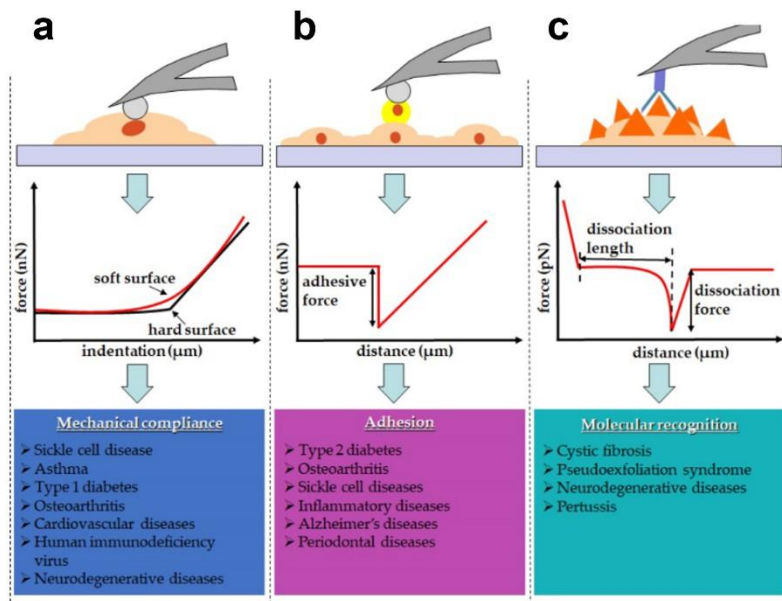 a
b
c
force (nN)
soft surface
hard surface
indentation (μm)
force (nN)
adhesive
force
distance (μm)
force (pN)
dissociation
length
dissociation
force
distance (μm)
Mechanical compliance
➢ Sickle cell disease
➢ Asthma
➢ Type 1 diabetes
➢ Osteoarthritis
➢ Cardiovascular diseases
➢ Human immunodeficiency
virus
➢ Neurodegenerative diseases
Adhesion
➢ Type 2 diabetes
➢ Osteoarthritis
➢ Sickle cell diseases
➢ Inflammatory diseases
➢ Alzheimer's diseases
➢ Periodontal diseases
Molecular recognition
➢ Cystic fibrosis
➢ Pseudoexfoliation syndrome
➢ Neurodegenerative diseases
➢ Pertussis